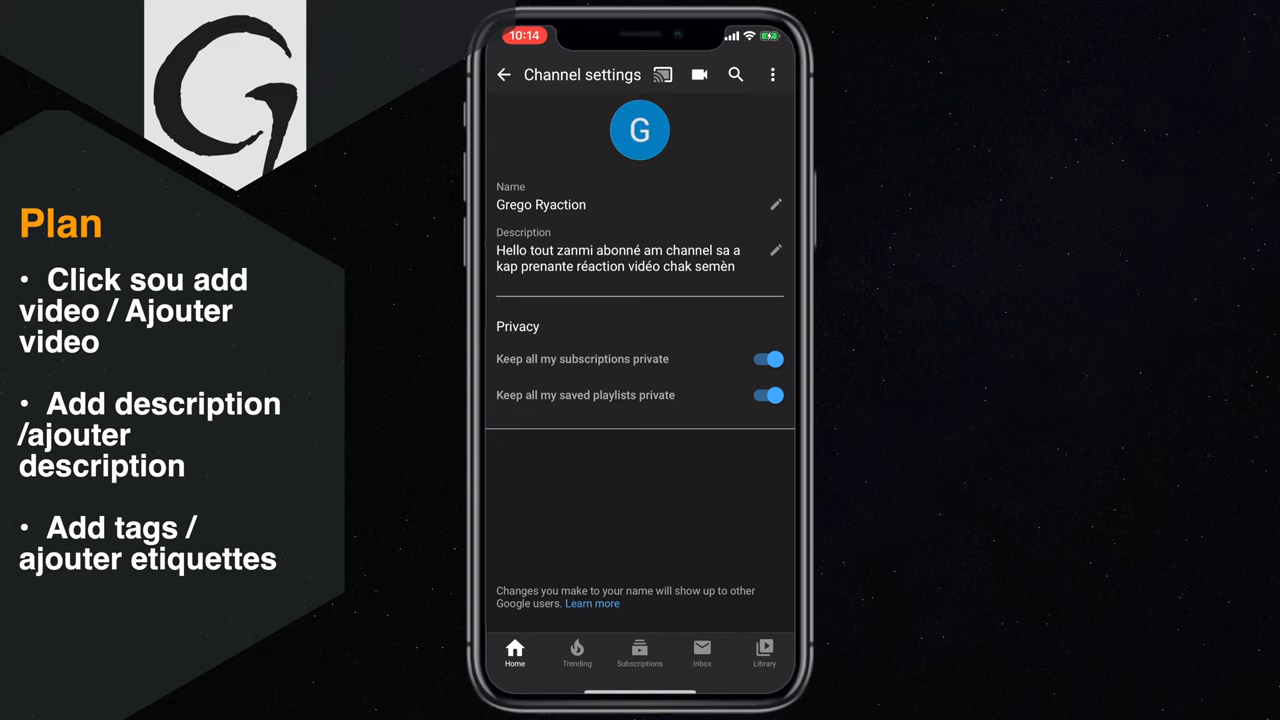 Plan
• Click sou add
video / Ajouter
video
• Add description
/ajouter
description
• Add tags /
ajouter etiquettes
10:14
Channel settings
G
Name
Grego Ryaction
Description
Hello tout zanmi abonné am channel sa a
kap prenante réaction vidéo chak semèn
Privacy
Keep all my subscriptions private
Keep all my saved playlists private
Changes you make to your name will show up to other
Google users. Learn more
Home Trending Subscriptions Inbox Library